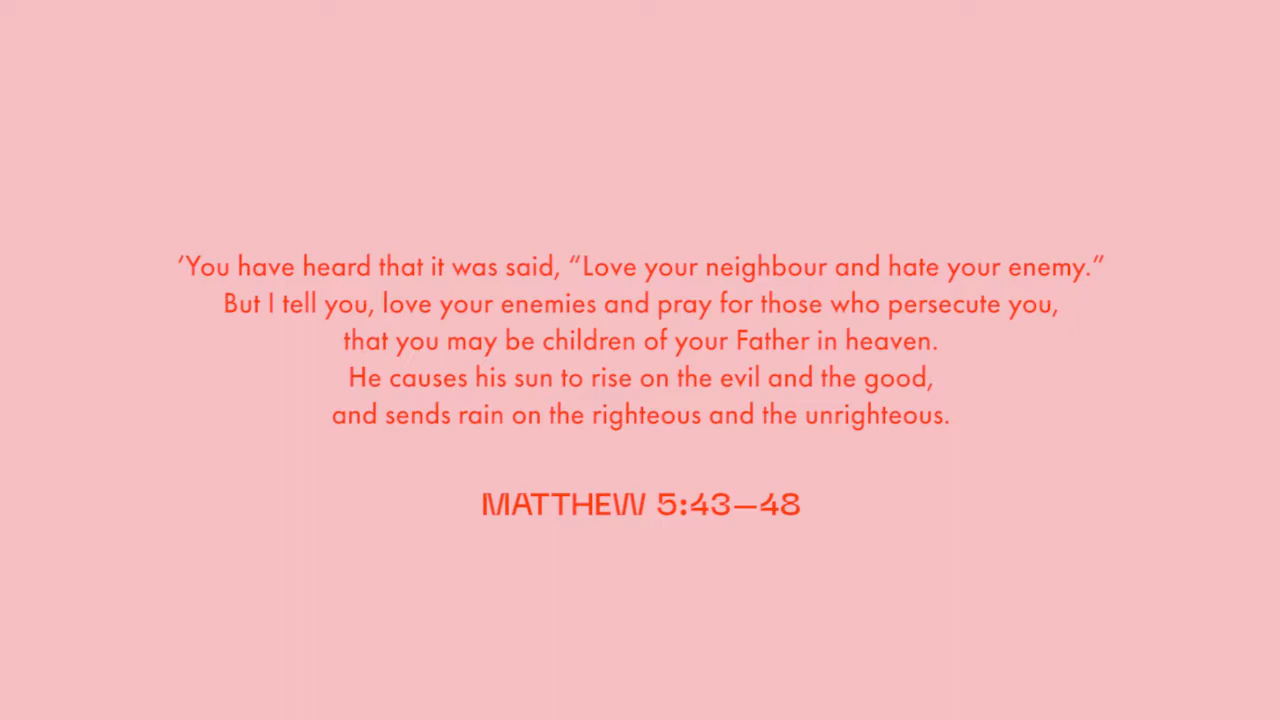 ‘You have heard that it was said, “Love your neighbour and hate your enemy.”
But I tell you, love your enemies and pray for those who persecute you,
that you may be children of your Father in heaven.
He causes his sun to rise on the evil and the good,
and sends rain on the righteous and the unrighteous.
MATTHEW 5:43—48